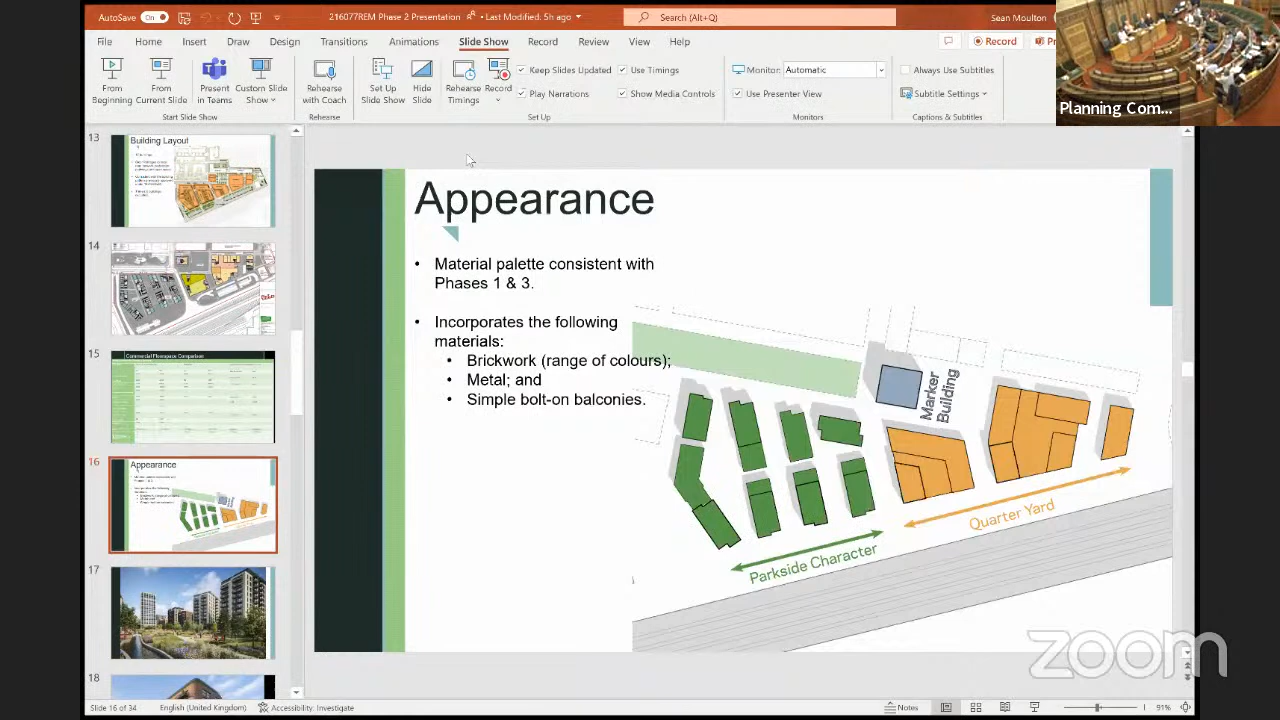 AutoSave On
216077REM Phase 2 Presentation
• Last Modified. 5h ago
Search (Alt+Q)
Sean Moulton
File Home Insert Draw Design Transitions Animations Slide Show Record Review View Help
Record
From Beginning
From Current Slide
Present in Teams
Custom Slide Show
Rehearse with Coach
Set Up Slide Show
Hide Slide
Rehearse Timings
Record
Keep Slides Updated
Use Timings
Play Narrations
Show Media Controls
Monitor: Automatic
Use Presenter View
Always Use Subtitles
Subtitle Settings
Start Slide Show
Rehearse
Set Up
Monitors
Captions & Subtitles
Planning Com...
13
Building Layout
14
15
Commercial Floorspace Comparison
16
Appearance
17
18
Appearance
• Material palette consistent with
Phases 1 & 3.
• Incorporates the following
materials:
• Brickwork (range of colours);
• Metal; and
• Simple bolt-on balconies.
Marker
Building
Quarter Yard
Parkside Character
zoom
Slide 16 of 34
English (United Kingdom)
Accessibility: Investigate
Notes
91%